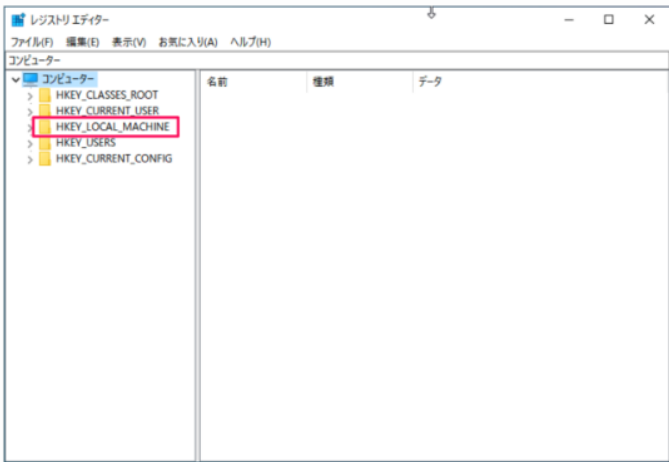 レジストリ エディター
ファイル(F) 編集(E) 表示(V) お気に入り(A) ヘルプ(H)
コンピューター
コンピューター
名前 種類 データ
HKEY_CLASSES_ROOT
HKEY_CURRENT_USER
HKEY_LOCAL_MACHINE
HKEY_USERS
HKEY_CURRENT_CONFIG